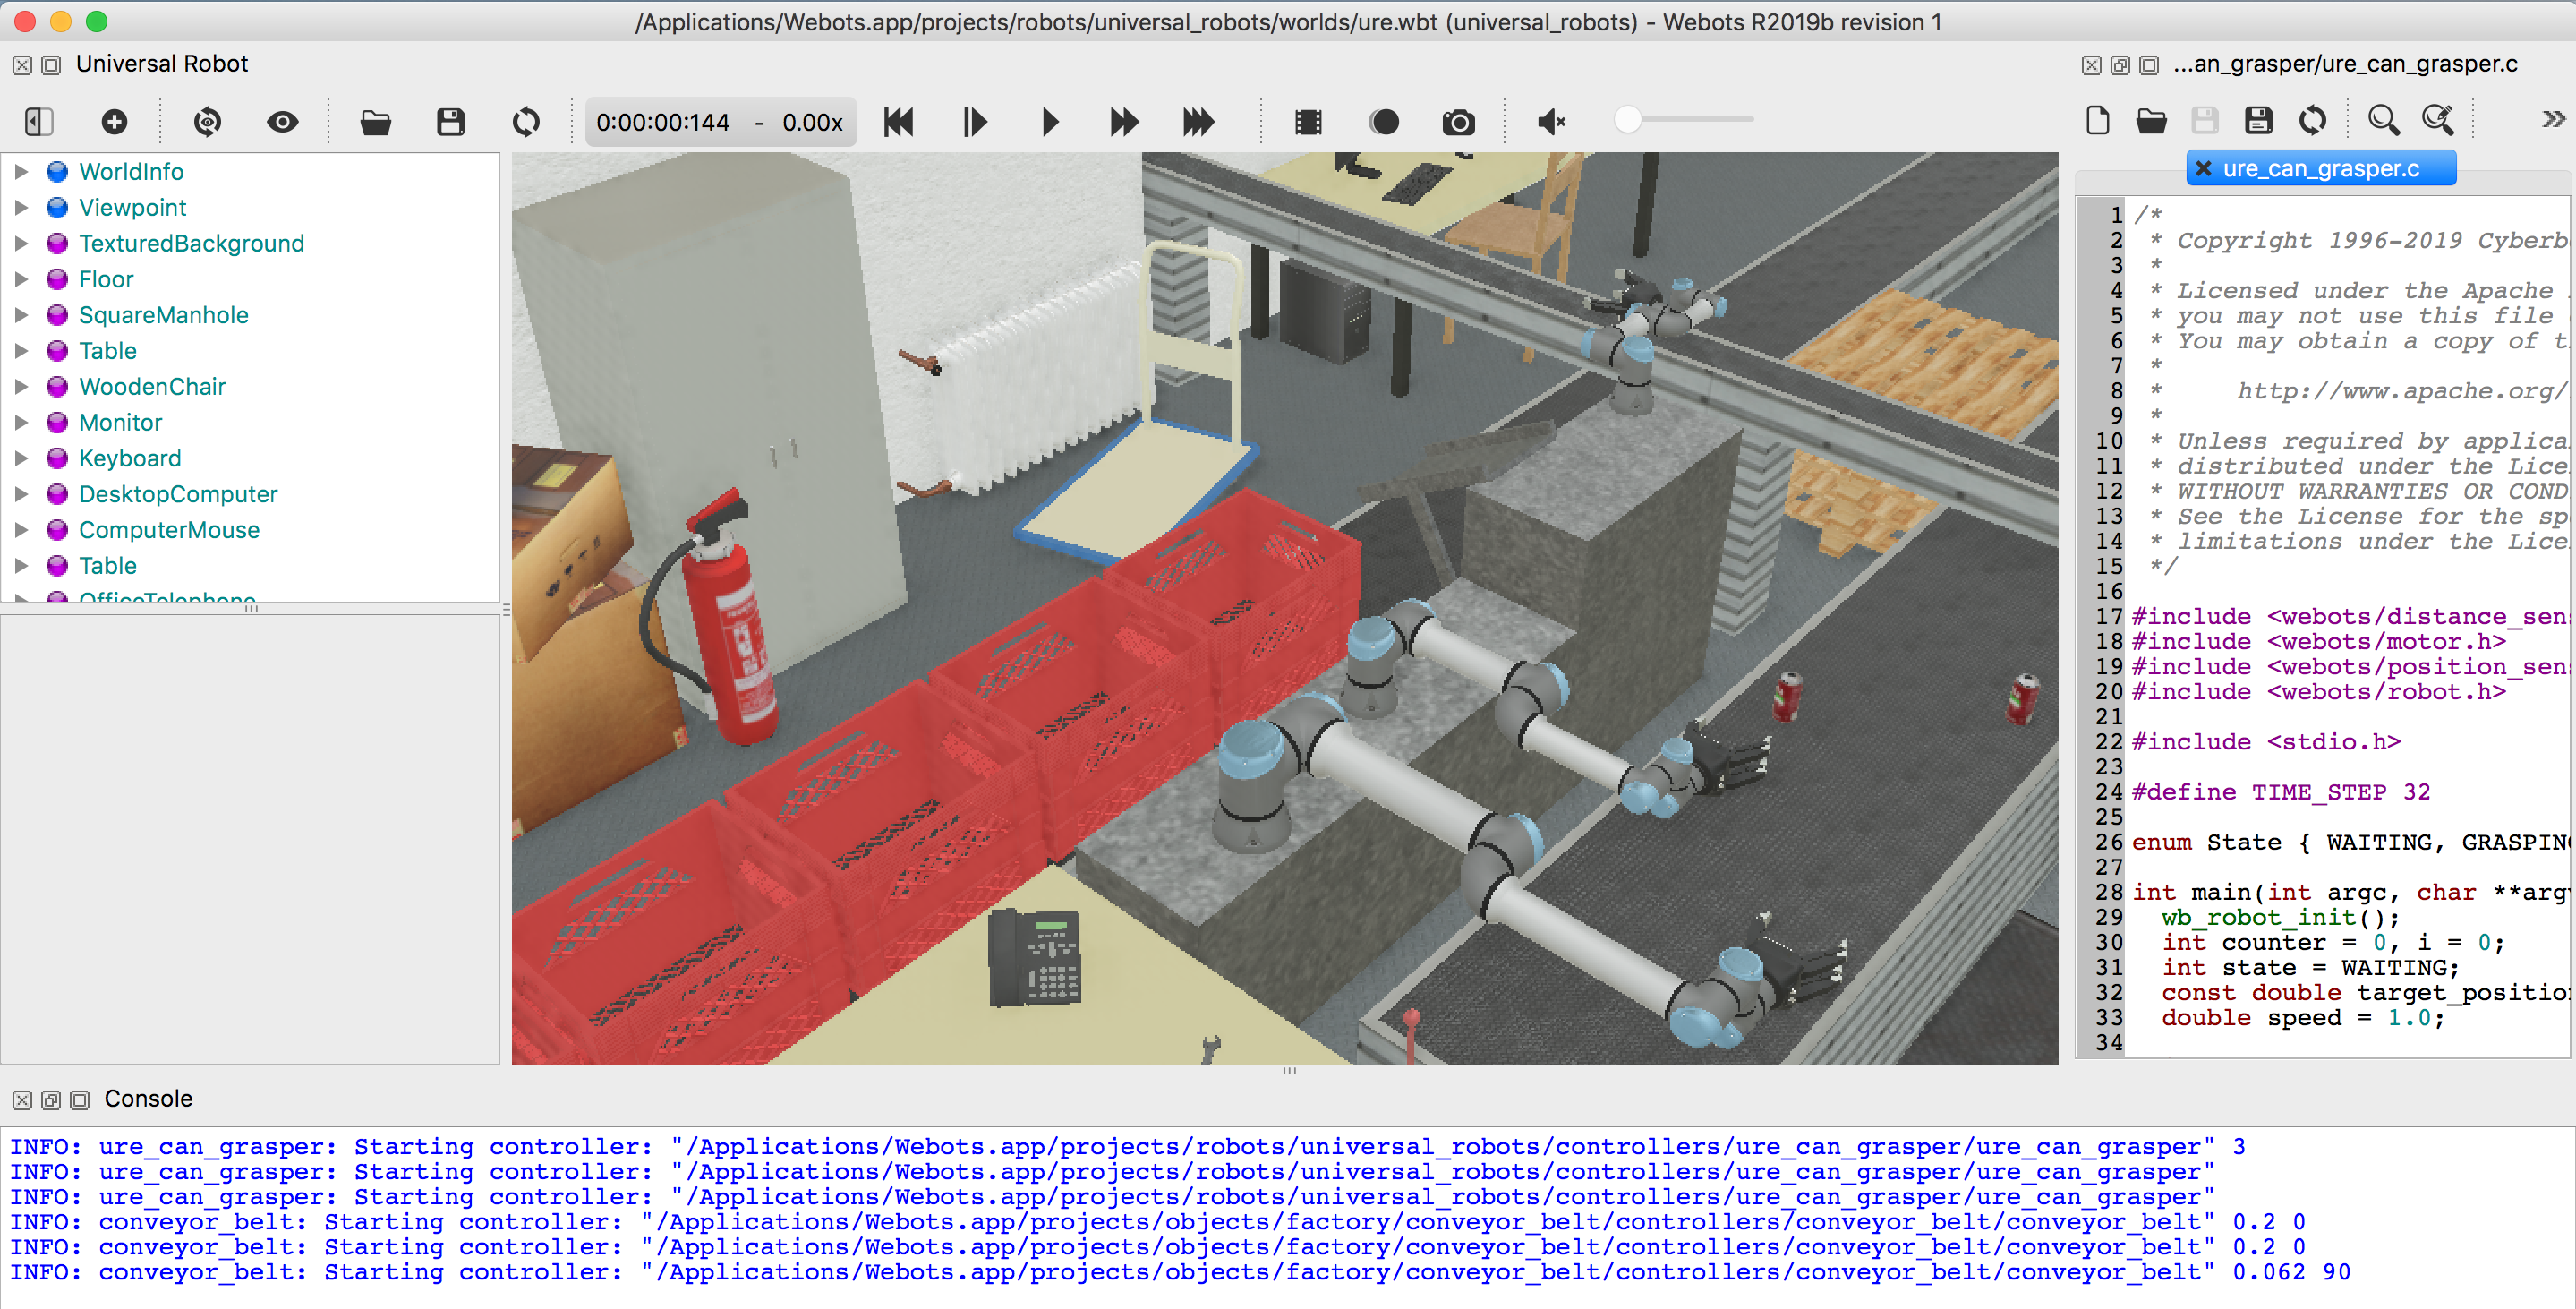 /Applications/Webots.app/projects/robots/universal_robots/worlds/ure.wbt (universal_robots) - Webots R2019b revision 1
Universal Robot
...an_grasper/ure_can_grasper.c
0:00:00:144 - 0.00x
ure_can_grasper.c
WorldInfo
Viewpoint
TexturedBackground
Floor
SquareManhole
Table
WoodenChair
Monitor
Keyboard
DesktopComputer
ComputerMouse
Table
OfficeTelephone
1 /*
2 * Copyright 1996-2019 Cyberb
3 *
4 * Licensed under the Apache
5 * you may not use this file
6 * You may obtain a copy of t
7 *
8 * http://www.apache.org/
9 *
10 * Unless required by applica
11 * distributed under the Lice
12 * WITHOUT WARRANTIES OR COND
13 * See the License for the sp
14 * limitations under the Lice
15 */
16
17 #include <webots/distance_sen
18 #include <webots/motor.h>
19 #include <webots/position_sen
20 #include <webots/robot.h>
21
22 #include <stdio.h>
23
24 #define TIME_STEP 32
25
26 enum State { WAITING, GRASPING
27
28 int main(int argc, char **arg
29 wb_robot_init();
30 int counter = 0, i = 0;
31 int state = WAITING;
32 const double target_position
33 double speed = 1.0;
34
Console
INFO: ure_can_grasper: Starting controller: "/Applications/Webots.app/projects/robots/universal_robots/controllers/ure_can_grasper/ure_can_grasper" 3
INFO: ure_can_grasper: Starting controller: "/Applications/Webots.app/projects/robots/universal_robots/controllers/ure_can_grasper/ure_can_grasper"
INFO: ure_can_grasper: Starting controller: "/Applications/Webots.app/projects/robots/universal_robots/controllers/ure_can_grasper/ure_can_grasper"
INFO: conveyor_belt: Starting controller: "/Applications/Webots.app/projects/objects/factory/conveyor_belt/controllers/conveyor_belt/conveyor_belt" 0.2 0
INFO: conveyor_belt: Starting controller: "/Applications/Webots.app/projects/objects/factory/conveyor_belt/controllers/conveyor_belt/conveyor_belt" 0.2 0
INFO: conveyor_belt: Starting controller: "/Applications/Webots.app/projects/objects/factory/conveyor_belt/controllers/conveyor_belt/conveyor_belt" 0.062 90